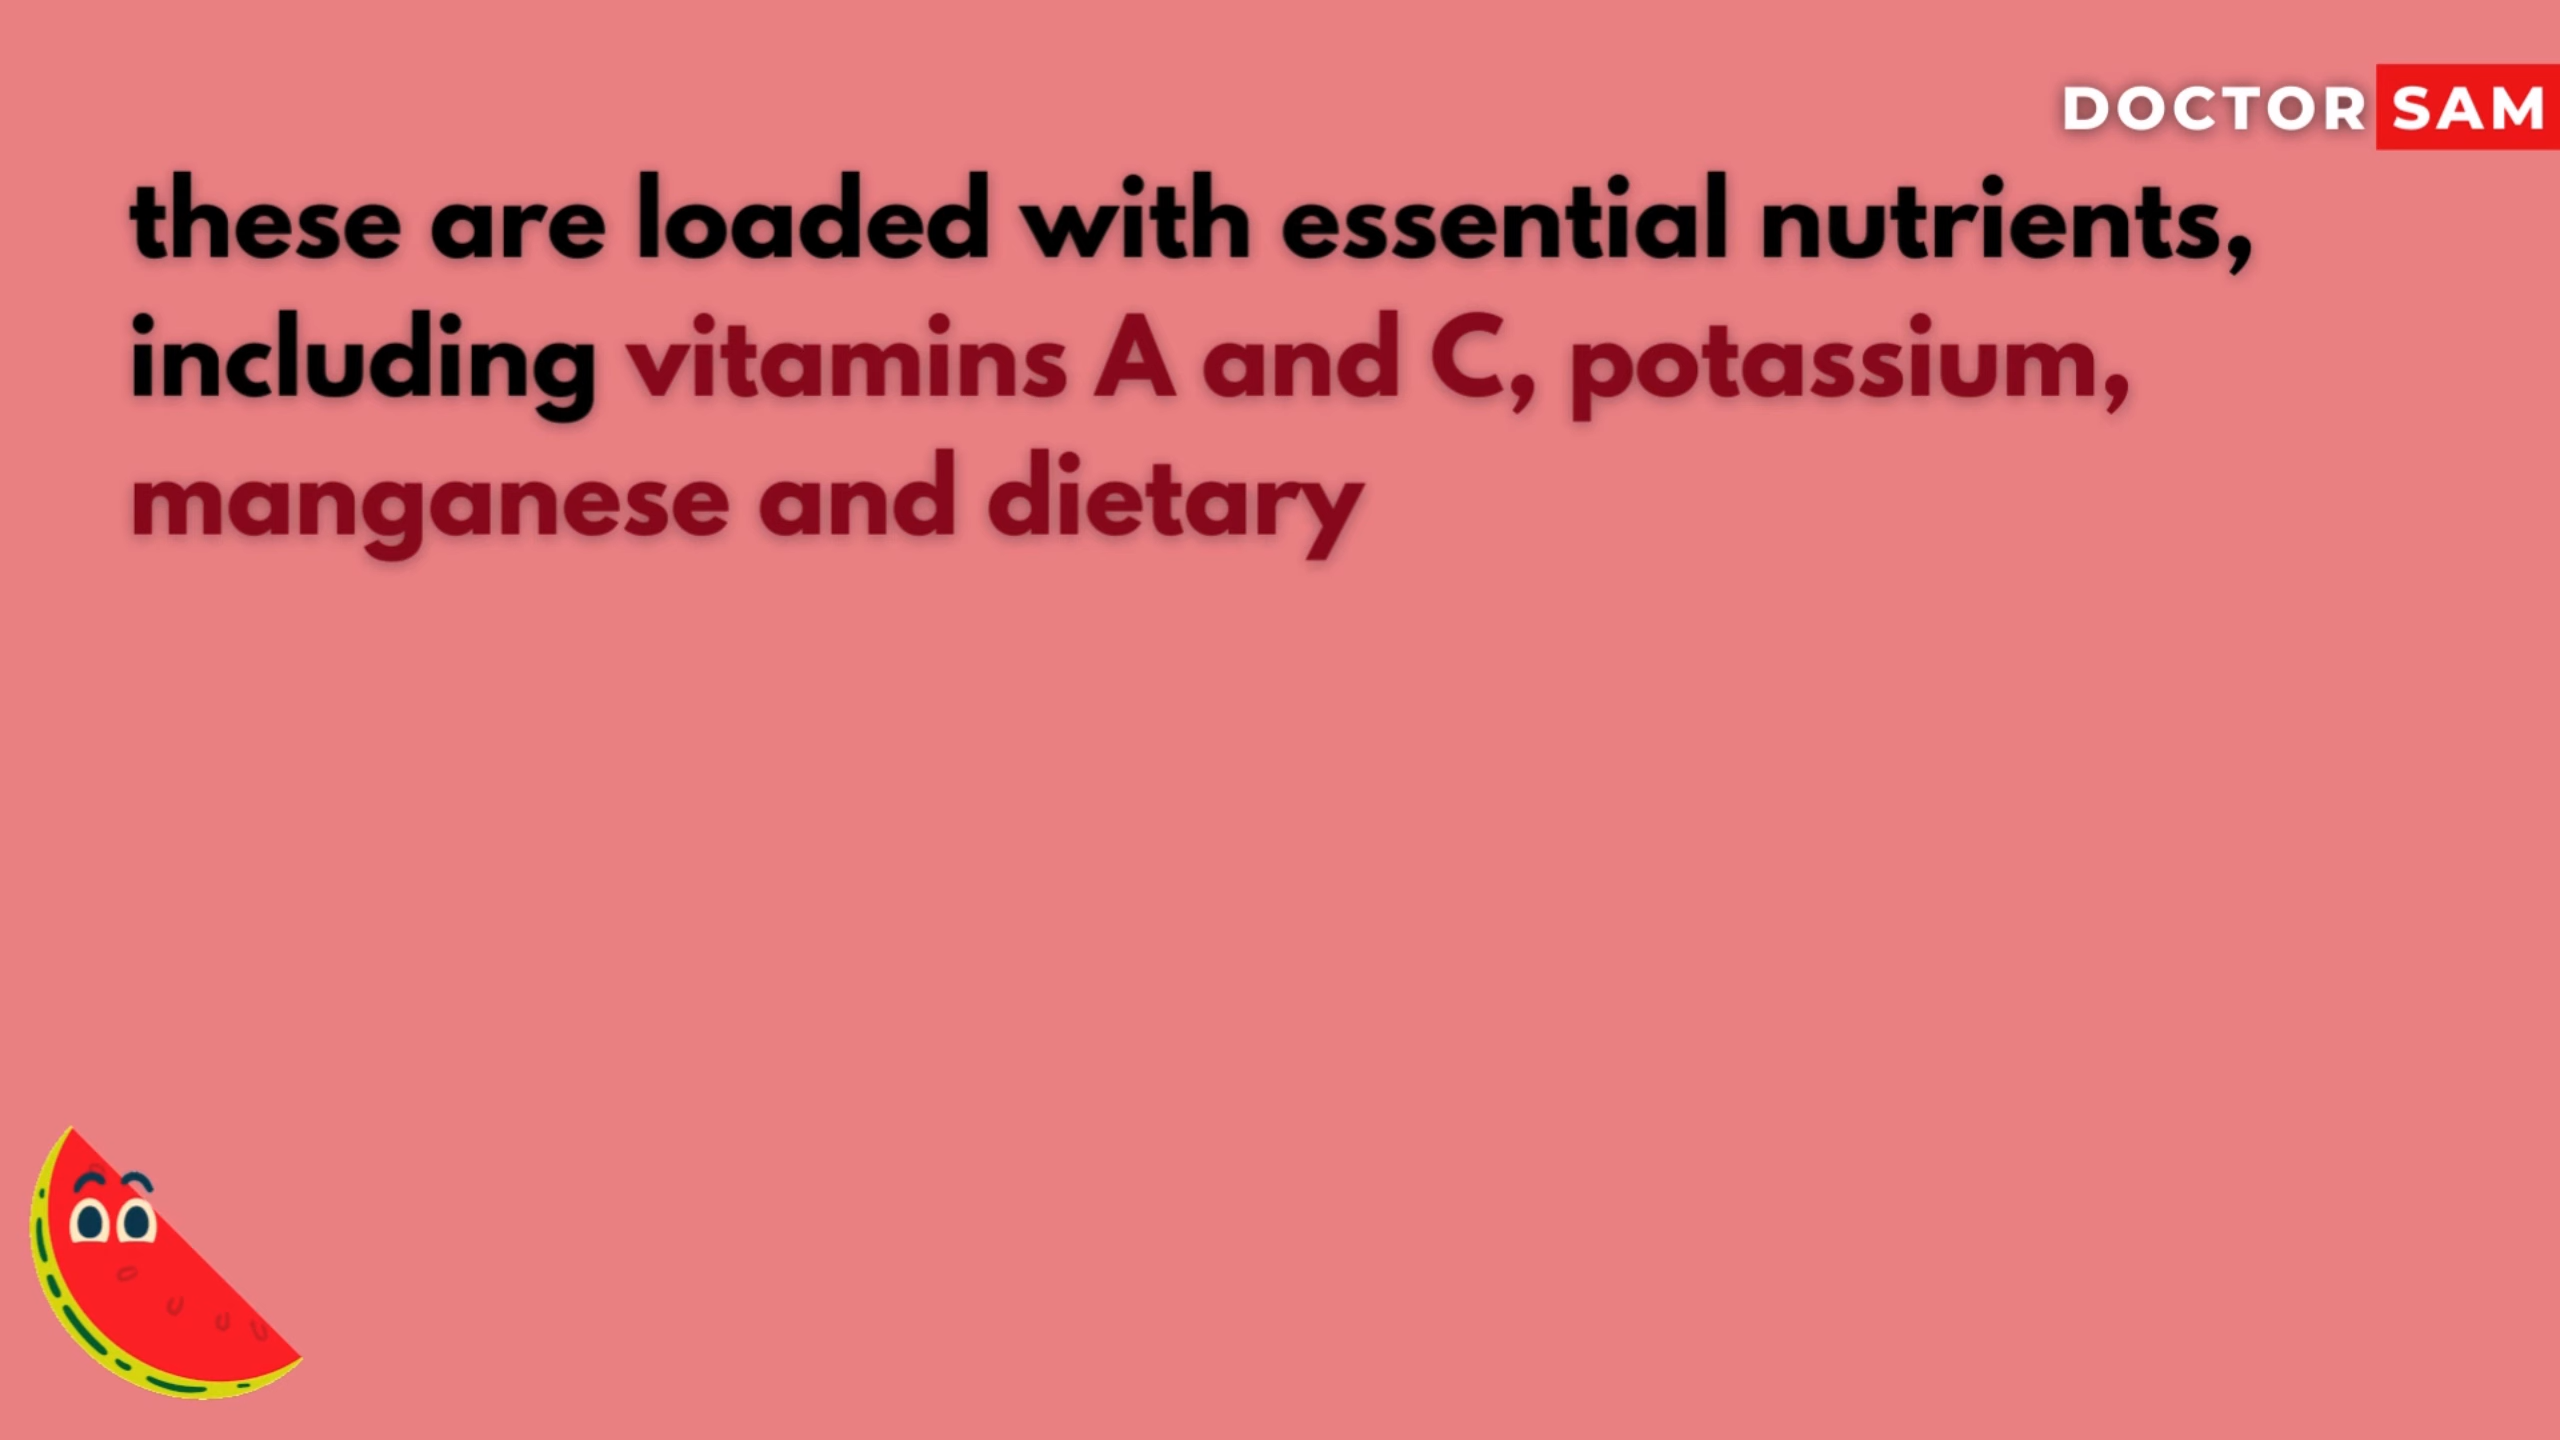 DOCTOR SAM
these are loaded with essential nutrients,
including vitamins A and C, potassium,
manganese and dietary